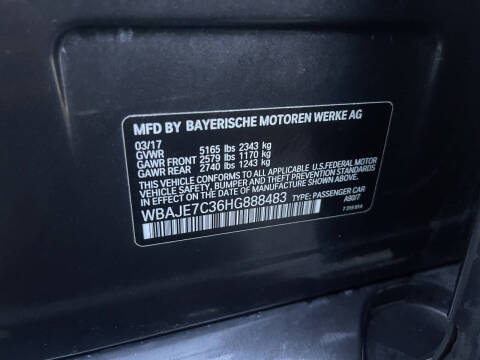 MFD BY BAYERISCHE MOTOREN WERKE AG
03/17
GVWR 5165 lbs 2343 kg
GAWR FRONT 2579 lbs 1170 kg
GAWR REAR 2740 lbs 1243 kg
THIS VEHICLE CONFORMS TO ALL APPLICABLE U.S.FEDERAL MOTOR
VEHICLE SAFETY, BUMPER AND THEFT PREVENTION STANDARDS
IN EFFECT ON THE DATE OF MANUFACTURE SHOWN ABOVE.
WBAJE7C36HG888483 TYPE: PASSENGER CAR
A90/7